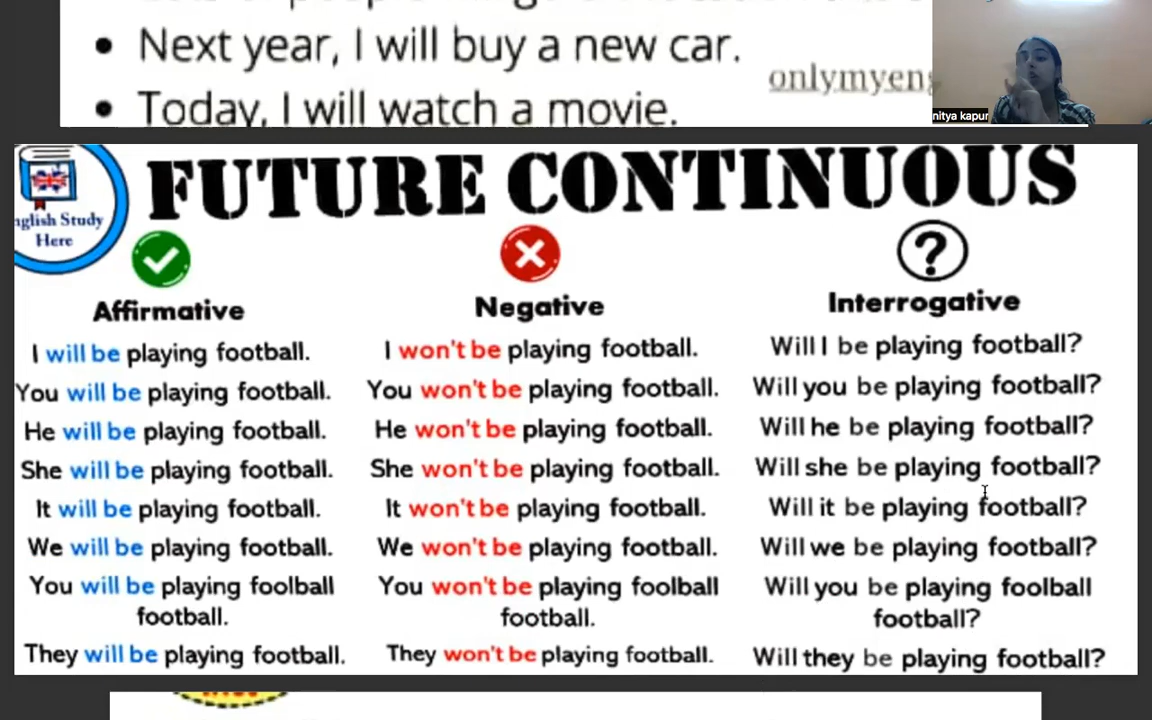 Next year, I will buy a new car.
onlymyeng
Today, I will watch a movie.
nitya kapur
FUTURE CONTINUOUS
nglish Study
Here
Affirmative
Negative
Interrogative
I will be playing football.
I won't be playing football.
Will I be playing football?
You will be playing football.
You won't be playing football.
Will you be playing football?
He will be playing football.
He won't be playing football.
Will he be playing football?
She will be playing football.
She won't be playing football.
Will she be playing football?
It will be playing football.
It won't be playing football.
Will it be playing football?
We will be playing football.
We won't be playing football.
Will we be playing football?
You will be playing foolball
football.
You won't be playing foolball
football.
Will you be playing foolball
football?
They will be playing football.
They won't be playing football.
Will they be playing football?